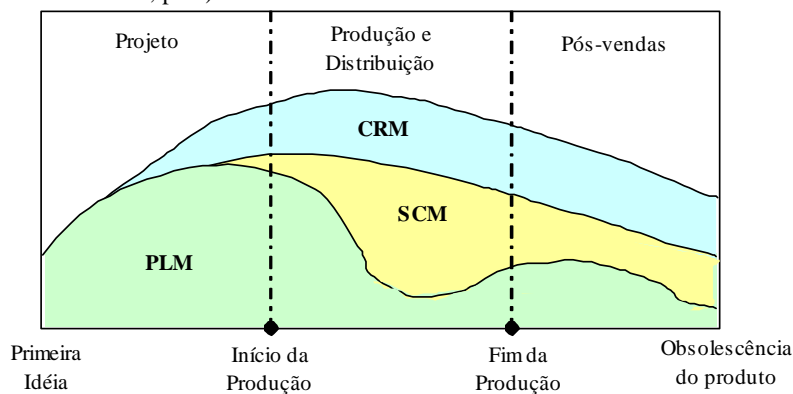 Projeto
Produção e
Distribuição
Pós-vendas
CRM
SCM
PLM
Primeira
Idéia
Início da
Produção
Fim da
Produção
Obsolescência
do produto